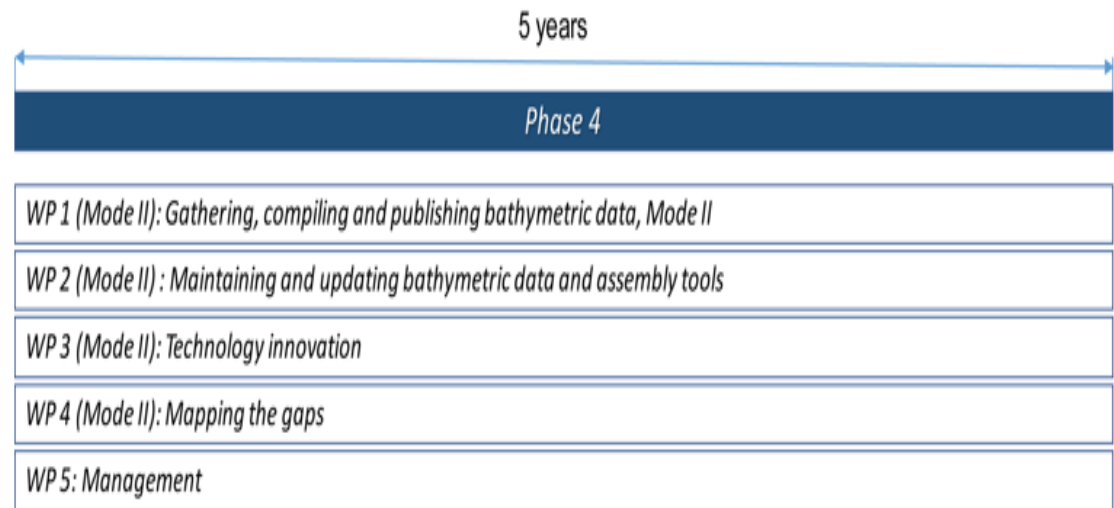 5 years
Phase 4
WP 1 (Mode II): Gathering, compiling and publishing bathymetric data, Mode II
WP 2 (Mode II) : Maintaining and updating bathymetric data and assembly tools
WP 3 (Mode II): Technology innovation
WP 4 (Mode II): Mapping the gaps
WP 5: Management